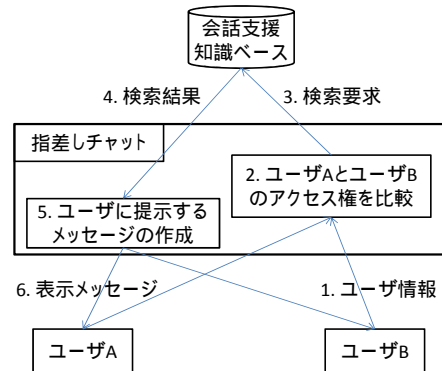 会話支援
知識ベース
4. 検索結果
3. 検索要求
指差しチャット
2. ユーザAとユーザB
のアクセス権を比較
5. ユーザに提示する
メッセージの作成
6. 表示メッセージ
1. ユーザ情報
ユーザA
ユーザB